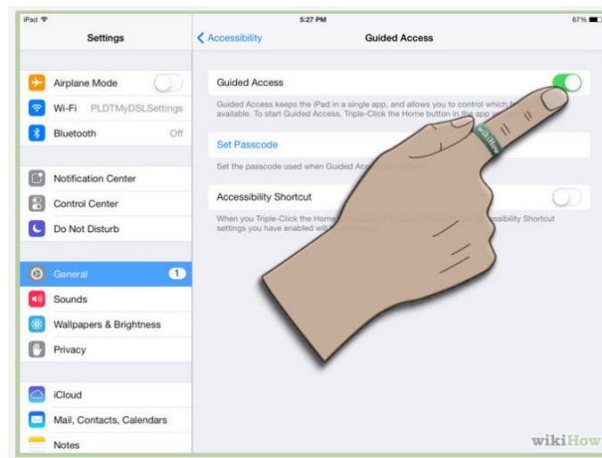 iPad
5:27 PM
67%
Settings
Accessibility
Guided Access
Airplane Mode
Wi-Fi PLDTMyDSLSettings
Bluetooth Off
Notification Center
Control Center
Do Not Disturb
General 1
Sounds
Wallpapers & Brightness
Privacy
iCloud
Mail, Contacts, Calendars
Notes
Guided Access
Guided Access keeps the iPad in a single app, and allows you to control which
available. To start Guided Access, Triple-Click the Home button in the app
Set Passcode
Set the passcode used when Guided
Accessibility Shortcut
When you Triple-Click the Home Accessibility Shortcut
settings you have enabled will
wikiHow
wikiHow